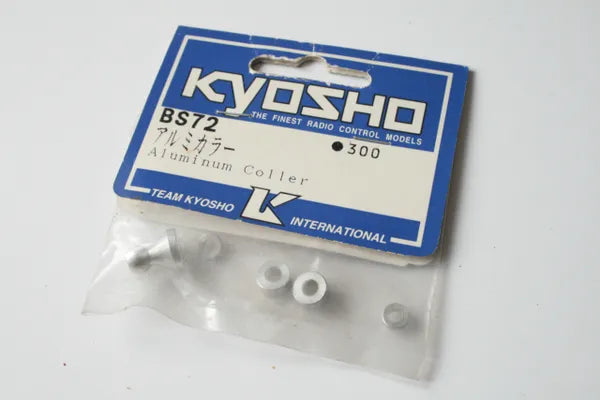 KYOSHO
THE FINEST RADIO CONTROL MODELS
BS72
アルミカラー ●300
Aluminum Coller
K
TEAM KYOSHO INTERNATIONAL